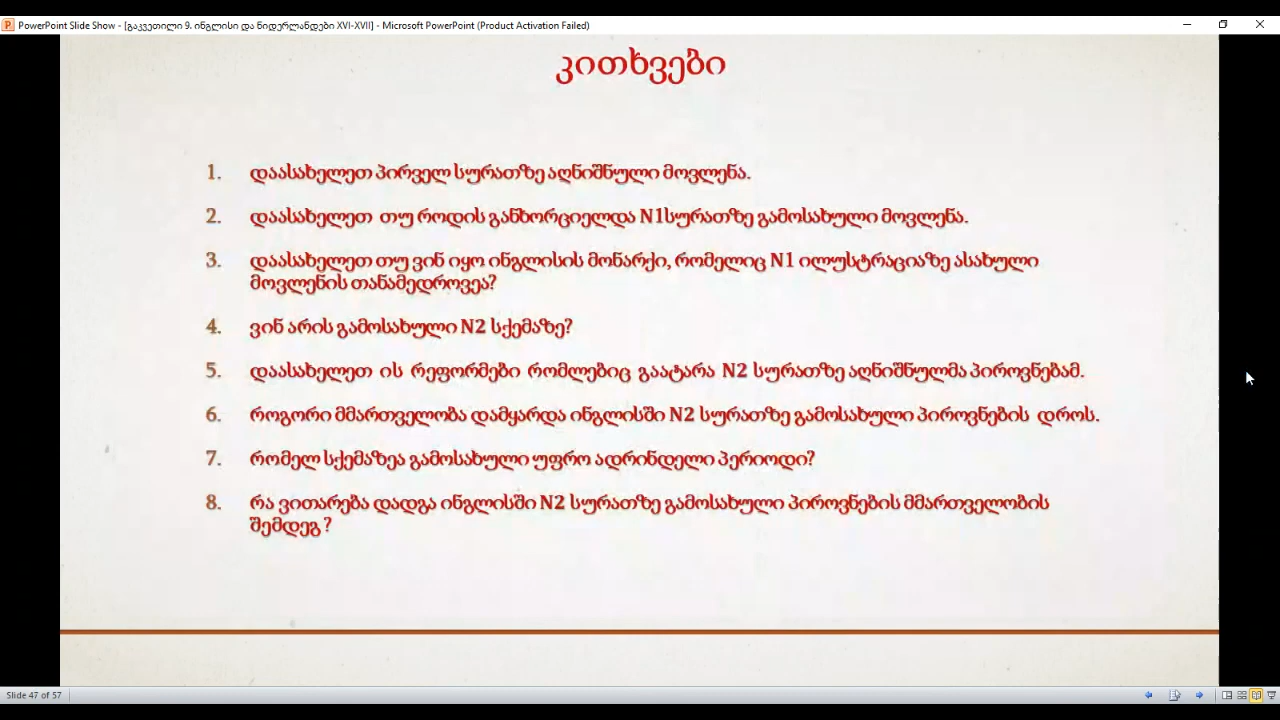 PowerPoint Slide Show - [გაკვეთილი 9. ინგლისი და ნიდერლანდები XVI-XVII] - Microsoft PowerPoint (Product Activation Failed)
კითხვები
1. დაასახელეთ პირველ სურათზე აღნიშნული მოვლენა.
2. დაასახელეთ თუ როდის განხორციელდა N1სურათზე გამოსახული მოვლენა.
3. დაასახელეთ თუ ვინ იყო ინგლისის მონარქი, რომელიც N1 ილუსტრაციაზე ასახული
მოვლენის თანამედროვეა?
4. ვინ არის გამოსახული N2 სქემაზე?
5. დაასახელეთ ის რეფორმები რომლებიც გაატარა N2 სურათზე აღნიშნულმა პიროვნებამ.
6. როგორი მმართველობა დამყარდა ინგლისში N2 სურათზე გამოსახული პიროვნების დროს.
7. რომელ სქემაზეა გამოსახული უფრო ადრინდელი პერიოდი?
8. რა ვითარება დადგა ინგლისში N2 სურათზე გამოსახული პიროვნების მმართველობის
შემდეგ ?
Slide 47 of 57